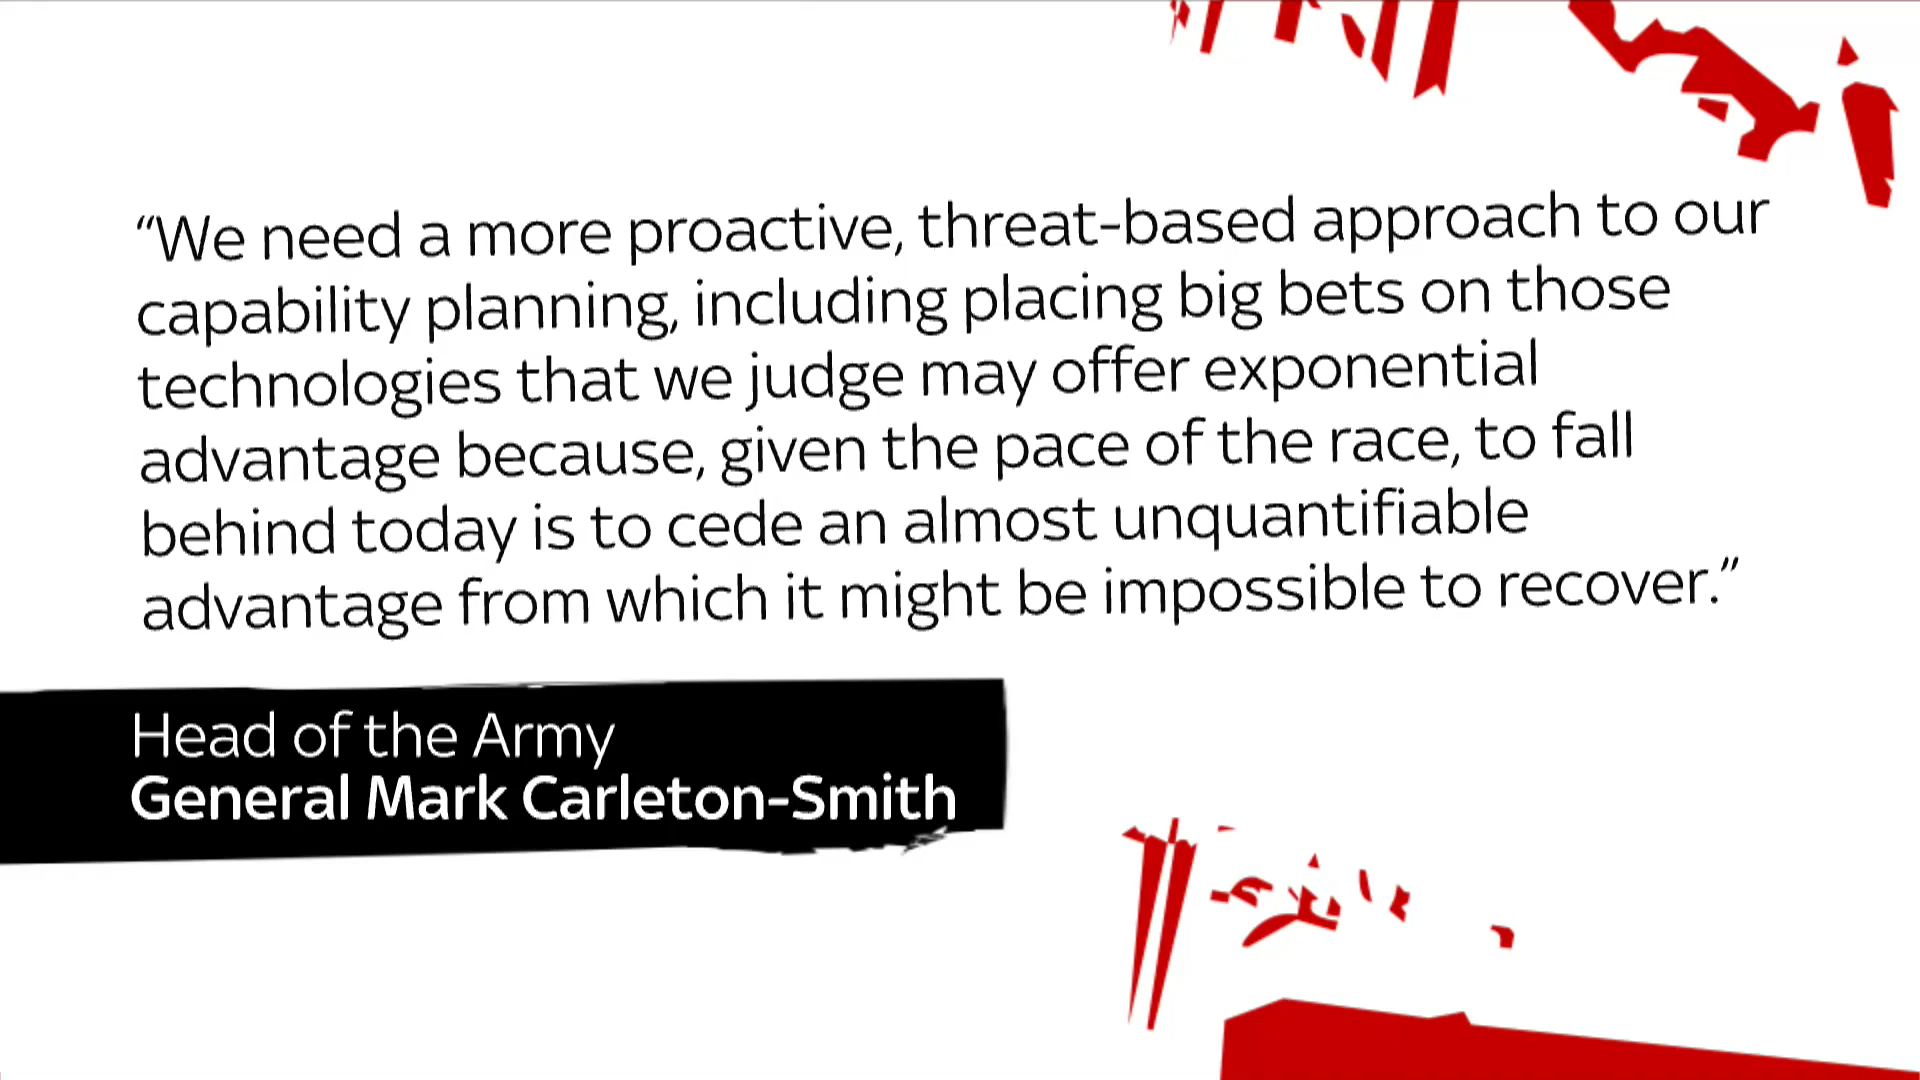 “We need a more proactive, threat-based approach to our
capability planning, including placing big bets on those
technologies that we judge may offer exponential
advantage because, given the pace of the race, to fall
behind today is to cede an almost unquantifiable
advantage from which it might be impossible to recover.”
Head of the Army
General Mark Carleton-Smith